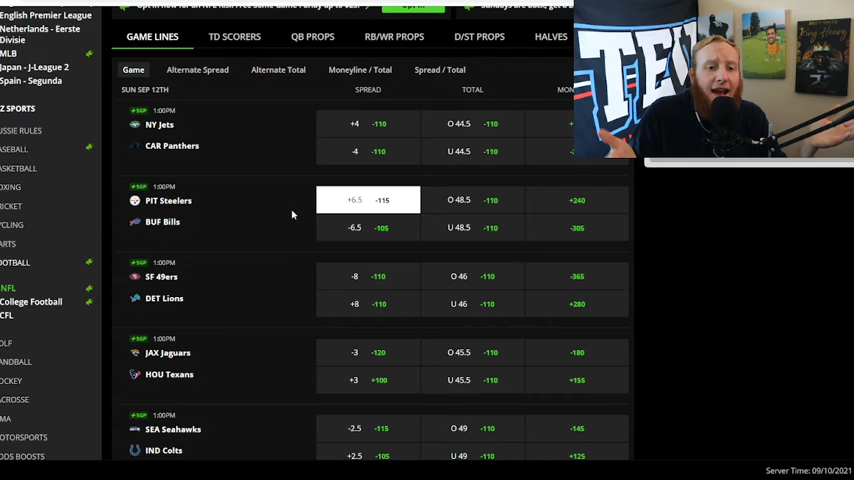 English Premier League
Netherlands - Eerste Divisie
MLB
Japan - J-League 2
Spain - Segunda
Z SPORTS
USSIE RULES
ASEBALL
ASKETBALL
OXING
RICKET
YCLING
ARTS
OOTBALL
NFL
College Football
CFL
OLF
ANDBALL
OCKEY
ACROSSE
MA
OTORSPORTS
ODDS BOOSTS
GAME LINES TD SCORERS QB PROPS RB/WR PROPS D/ST PROPS HALVES
Game Alternate Spread Alternate Total Moneyline / Total Spread / Total
SUN SEP 12TH SPREAD TOTAL MON
SGP 1:00PM
NY Jets +4 -110 O 44.5 -110
CAR Panthers -4 -110 U 44.5 -110
SGP 1:00PM
PIT Steelers +6.5 -115 O 48.5 -110 +240
BUF Bills -6.5 -105 U 48.5 -110 -305
SGP 1:00PM
SF 49ers -8 -110 O 46 -110 -365
DET Lions +8 -110 U 46 -110 +280
SGP 1:00PM
JAX Jaguars -3 -120 O 45.5 -110 -180
HOU Texans +3 +100 U 45.5 -110 +155
SGP 1:00PM
SEA Seahawks -2.5 -115 O 49 -110 -145
IND Colts +2.5 -105 U 49 -110 +125
TEN
King Henry
Server Time: 09/10/2021